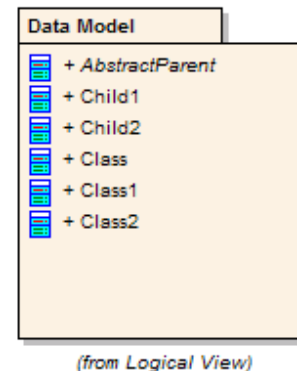 Data Model
+ AbstractParent
+ Child1
+ Child2
+ Class
+ Class1
+ Class2
(from Logical View)